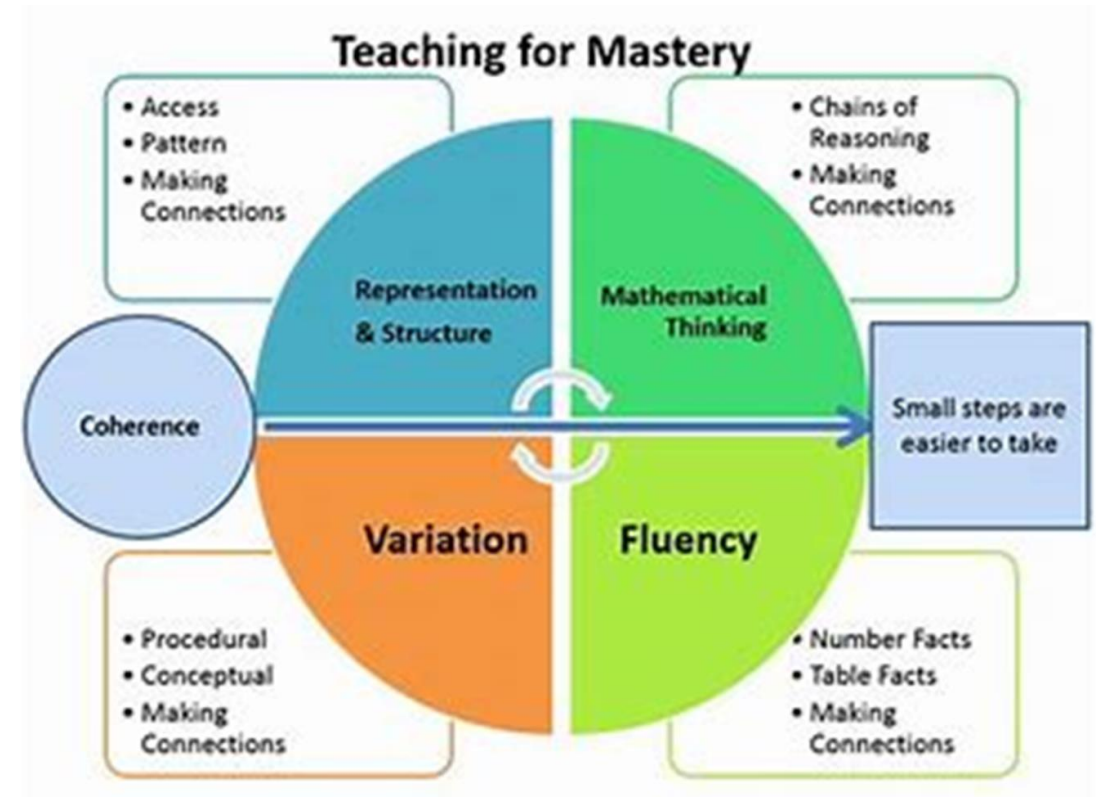 Teaching for Mastery
• Access
• Pattern
• Making
Connections
• Chains of
Reasoning
• Making
Connections
Representation
& Structure
Mathematical
Thinking
Coherence
Small steps are
easier to take
Variation
Fluency
• Procedural
• Conceptual
• Making
Connections
• Number Facts
• Table Facts
• Making
Connections